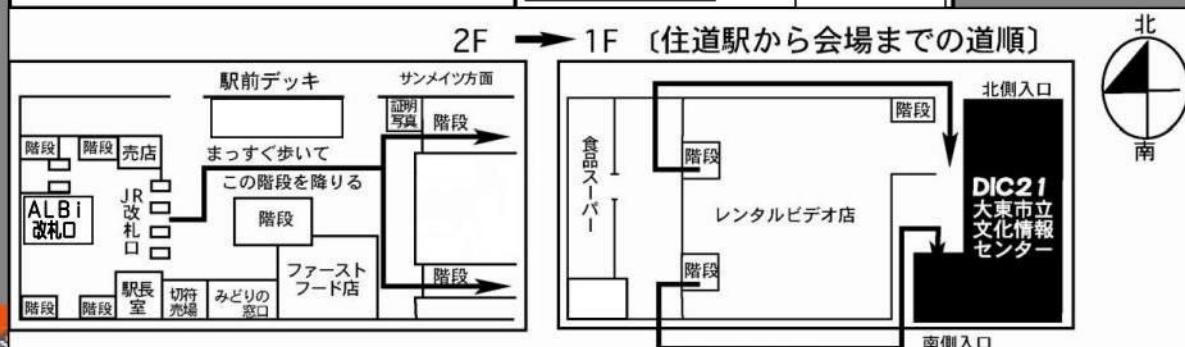 2F ➡ 1F〔住道駅から会場までの道順〕
北
南
駅前デッキ
サンメイツ方面
証明
写真
階段
階段
階段
売店
まっすぐ歩いて
この階段を降りる
ALBi
改札口
JR
改札口
階段
ファースト
フード店
階段
階段
階段
駅長
室
切符
売場
みどりの
窓口
北側入口
階段
食品スーパー
階段
レンタルビデオ店
階段
DIC21
大東市立
文化情報
センター
南側入口